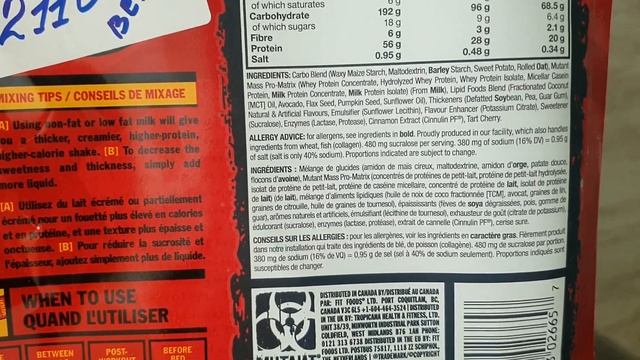 211
BE
of which saturates 6 g
Carbohydrate 192 g 96 g 68.5 g
of which sugars 18 g 9 g 6.4 g
Fibre 6 g 3 g 2.1 g
Protein 56 g 28 g 20 g
Salt 0.95 g 0.48 g 0.34 g
INGREDIENTS: Carbo Blend (Waxy Maize Starch, Maltodextrin, Barley Starch, Sweet Potato, Rolled Oat), Mutant
Mass Pro-Matrix (Whey Protein Concentrate, Hydrolyzed Whey Protein, Whey Protein Isolate, Micellar Casein
Protein, Milk Protein Concentrate, Milk Protein Isolate) (From Milk), Lipid Foods Blend (Fractionated Coconut
[MCT] Oil, Avocado, Flax Seed, Pumpkin Seed, Sunflower Oil), Thickeners (Defatted Soybean, Pea, Guar Gum),
Natural & Artificial Flavours, Emulsifier (Sunflower Lecithin), Flavour Enhancer (Potassium Citrate), Sweetener
(Sucralose), Enzymes (Lactase, Protease), Cinnamon Extract (Cinnulin PF®), Tart Cherry.
ALLERGY ADVICE: for allergens, see ingredients in bold. Proudly produced in our facility, which also handles
ingredients from wheat, fish (collagen). 480 mg sucralose per serving. 380 mg of sodium (16% DV) = 0.95 g
of salt (salt is only 40% sodium). Proportions indicated are subject to change.
INGRÉDIENTS : Mélange de glucides (amidon de maïs cireux, maltodextrine, amidon d'orge, patate douce,
flocons d'avoine), Mutant Mass Pro-Matrix (concentrés de protéines de petit-lait, protéine de petit-lait hydrolysée,
isolat de protéine de petit-lait, protéine de caséine micellaire, concentré de protéine de lait, isolat de protéine
de lait) (de lait), mélange d'aliments lipidiques (huile de noix de coco fractionnée [TCM], avocat, graines de lin,
graines de citrouille, huile de graines de tournesol), épaississants (fèves de soya dégraissées, pois, gomme de
guar), arômes naturels et artificiels, émulsifiant (lécithine de tournesol), exhausteur de goût (citrate de potassium),
édulcorant (sucralose), enzymes (lactase, protéase), extrait de cannelle (Cinnulin PF®), cerise sure.
CONSEILS SUR LES ALLERGIES : pour les allergènes, voir les ingrédients en caractère gras. Fièrement produit
dans notre installation qui traite des ingrédients de blé, de poisson (collagène). 480 mg de sucralose par portion.
380 mg de sodium (16% de VQ) = 0,95 g de sel (sel à 40% de sodium seulement). Proportions indiqués sont
susceptibles de changer.
MIXING TIPS / CONSEILS DE MIXAGE
[A] Using non-fat or low fat milk will give
you a thicker, creamier, higher-protein,
higher-calorie shake. [B] To decrease the
sweetness and thickness, simply add
more liquid.
[A] Utilisez du lait écrémé ou partiellement
écrémé pour un fouetté plus élevé en calories
et en protéine, et une texture plus épaisse et
onctueuse. [B] Pour réduire la sucrosité et
l'épaisseur, ajoutez simplement plus de liquide.
WHEN TO USE
QUAND L'UTILISER
BETWEEN
POST-
WORKOUT
BEFORE
BED
MUTANT
DISTRIBUTED IN CANADA BY/DISTRIBUÉ AU CANADA
PAR: FIT FOODS® LTD. PORT COQUITLAM, BC,
CANADA V3C 6L5 +1-604-464-3524 | DISTRIBUTED
IN THE UK BY: TROPICANA HEALTH & FITNESS, LTD.
UNIT 38/39, MINWORTH INDUSTRIAL PARK SUTTON
COLDFIELD, WEST MIDLANDS B76 1AH PHONE:
0121 313 6738 DISTRIBUTED IN THE EU BY: FIT
FOODS LTD. POSTBUS 75817, 1118 ZZ SCHIPHOL,
THE NETHERLANDS | ®TRADEMARK/©COPYRIGHT
02665 7